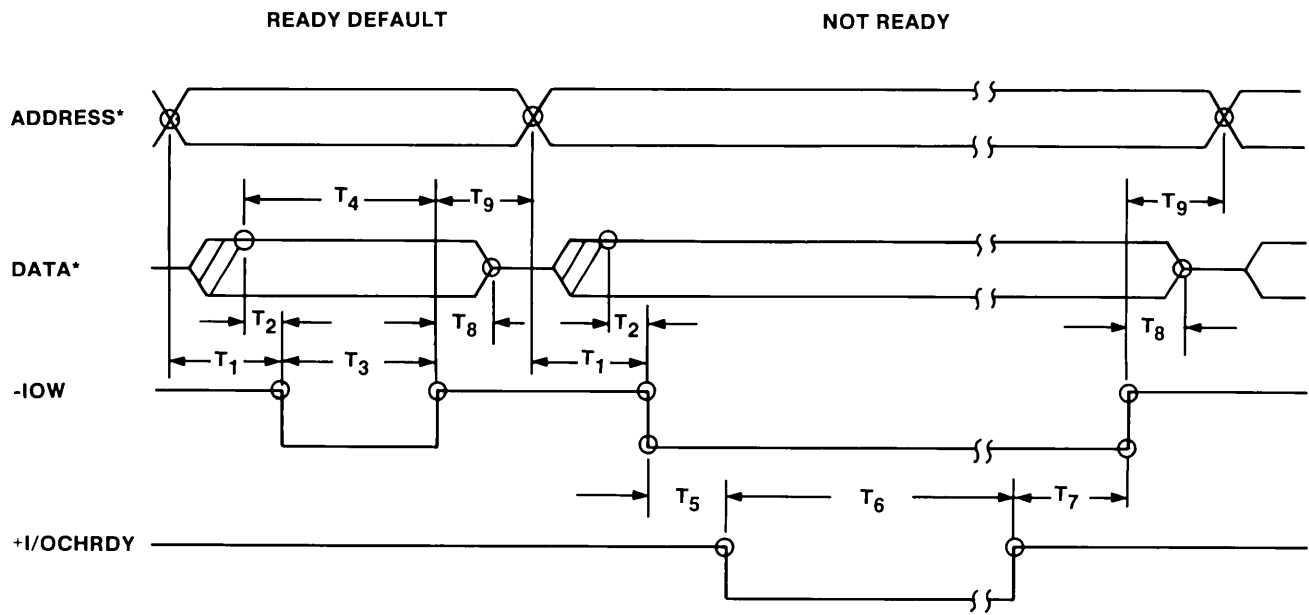 READY DEFAULT
NOT READY
ADDRESS*
T4
T9
T9
DATA*
T2
T8
T2
T8
T1
T3
T1
-IOW
T5
T6
T7
+I/OCHRDY